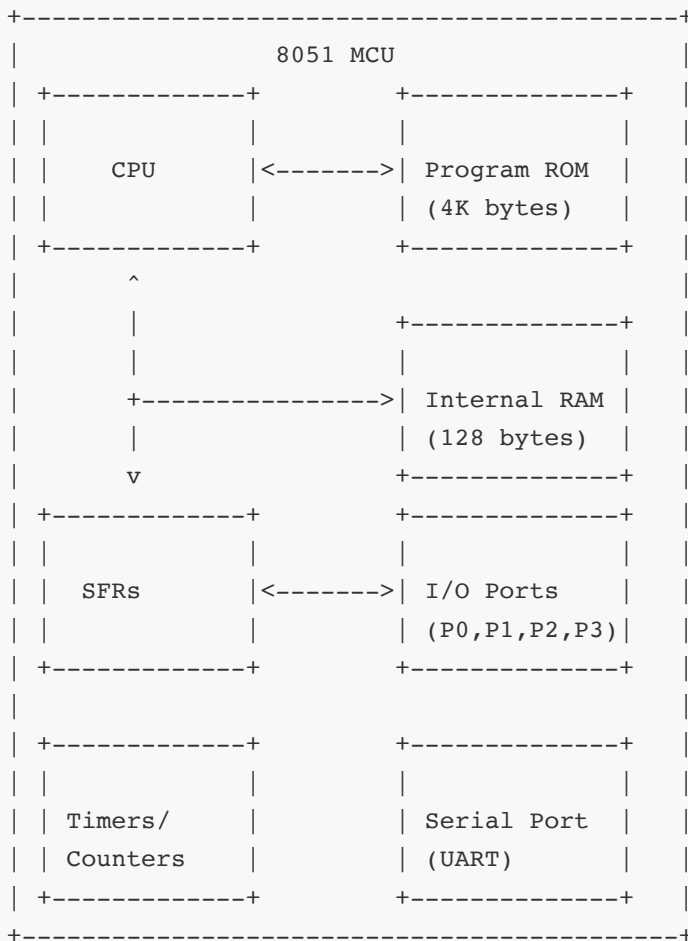 8051 MCU
CPU
Program ROM
(4K bytes)
Internal RAM
(128 bytes)
SFRs
I/O Ports
(P0,P1,P2,P3)
Timers/
Counters
Serial Port
(UART)